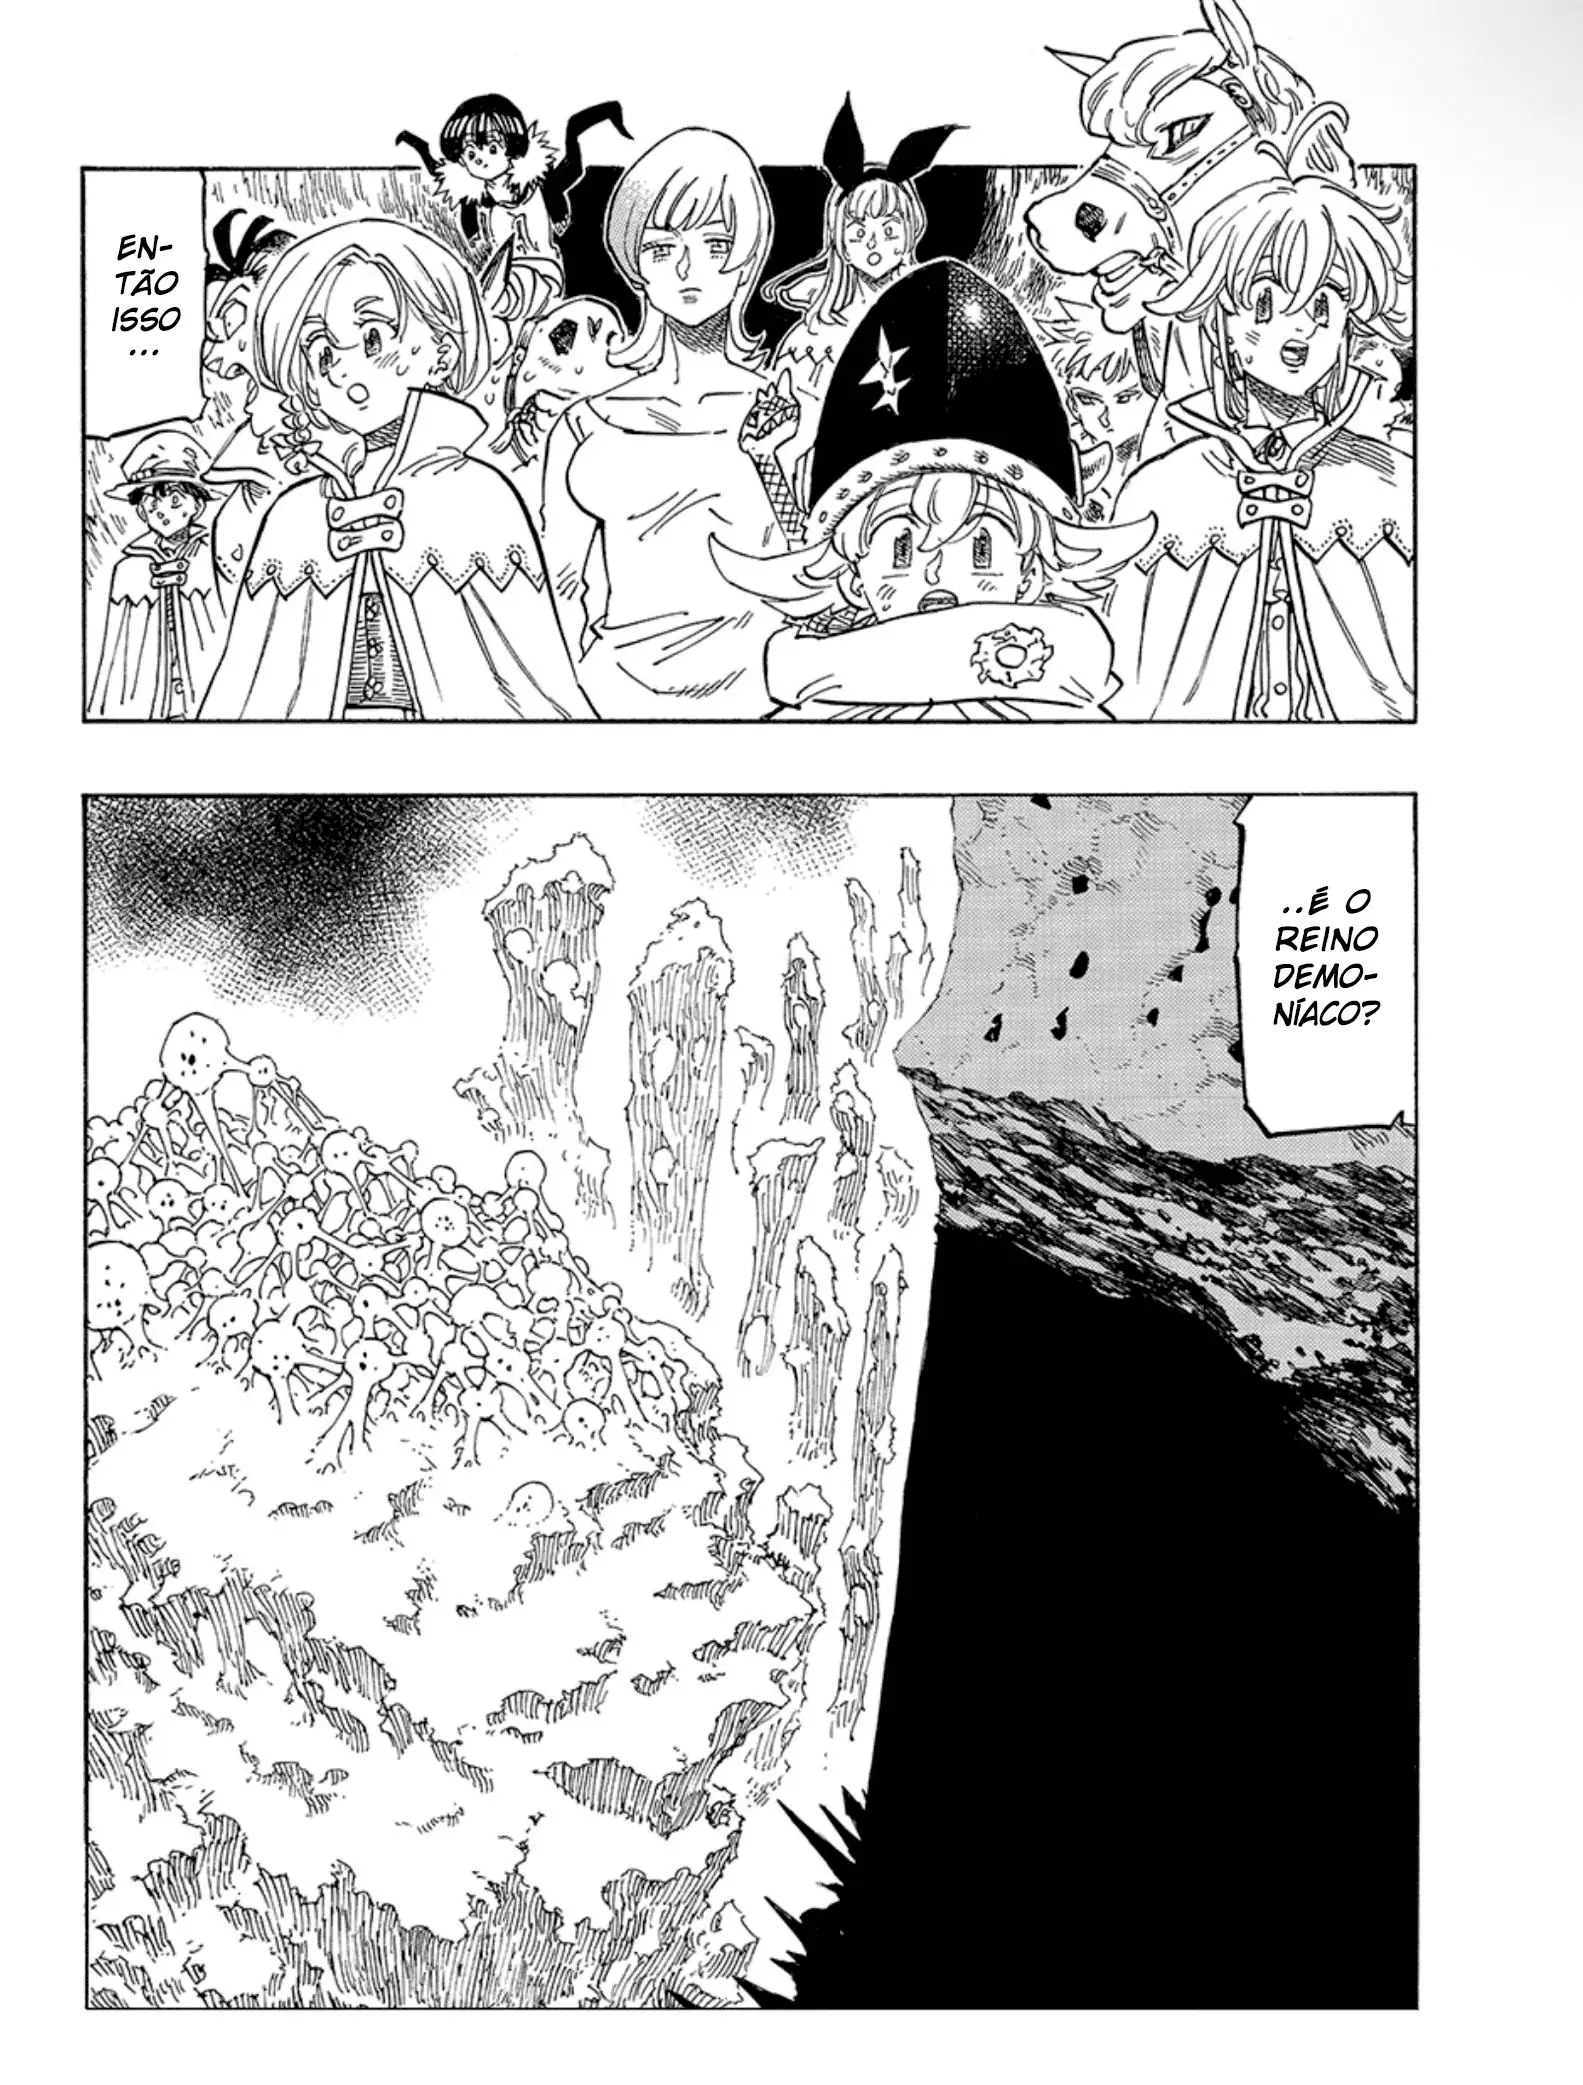 EN-
TÃO
ISSO
...
..É O
REINO
DEMO-
NÍACO?